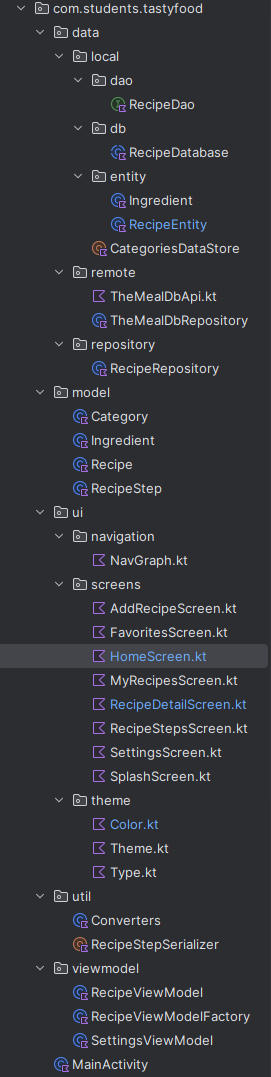 com.students.tastyfood
data
local
dao
RecipeDao
db
RecipeDatabase
entity
Ingredient
RecipeEntity
CategoriesDataStore
remote
TheMealDbApi.kt
TheMealDbRepository
repository
RecipeRepository
model
Category
Ingredient
Recipe
RecipeStep
ui
navigation
NavGraph.kt
screens
AddRecipeScreen.kt
FavoritesScreen.kt
HomeScreen.kt
MyRecipesScreen.kt
RecipeDetailScreen.kt
RecipeStepsScreen.kt
SettingsScreen.kt
SplashScreen.kt
theme
Color.kt
Theme.kt
Type.kt
util
Converters
RecipeStepSerializer
viewmodel
RecipeViewModel
RecipeViewModelFactory
SettingsViewModel
MainActivity